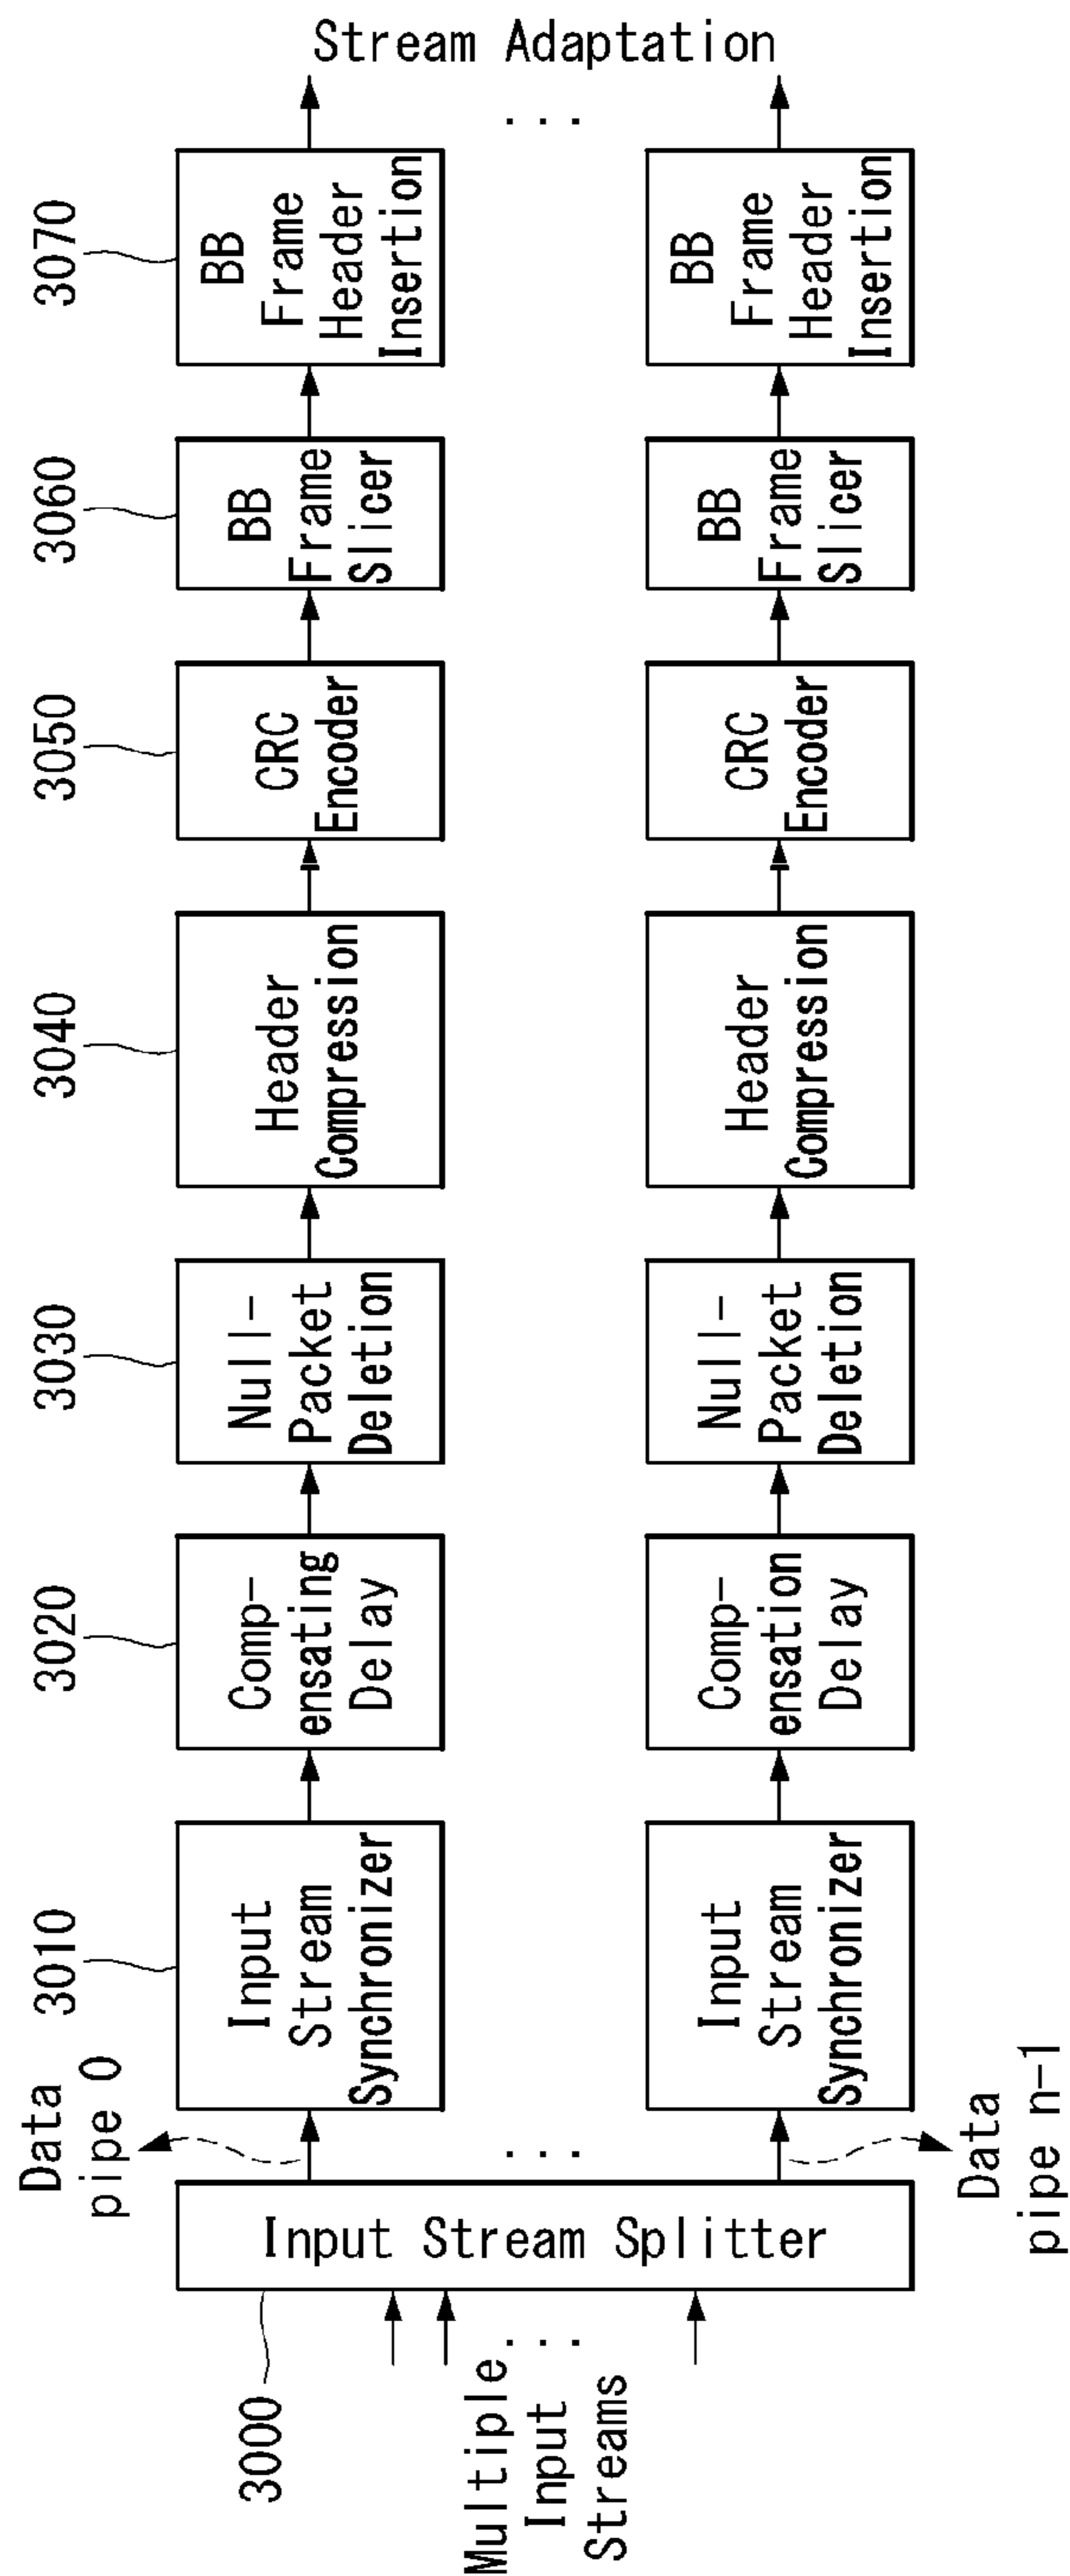 Stream Adaptation
...
3070
BB
Frame
Header
Insertion
BB
Frame
Header
Insertion
3060
BB
Frame
Slicer
BB
Frame
Slicer
3050
CRC
Encoder
CRC
Encoder
3040
Header
Compression
Header
Compression
3030
Null-
Packet
Deletion
Null-
Packet
Deletion
3020
Comp-
ensating
Delay
Comp-
ensation
Delay
3010
Input
Stream
Synchronizer
Input
Stream
Synchronizer
Data
pipe 0
...
Data
pipe n-1
Input Stream Splitter
3000
...
Multiple
Input
Streams